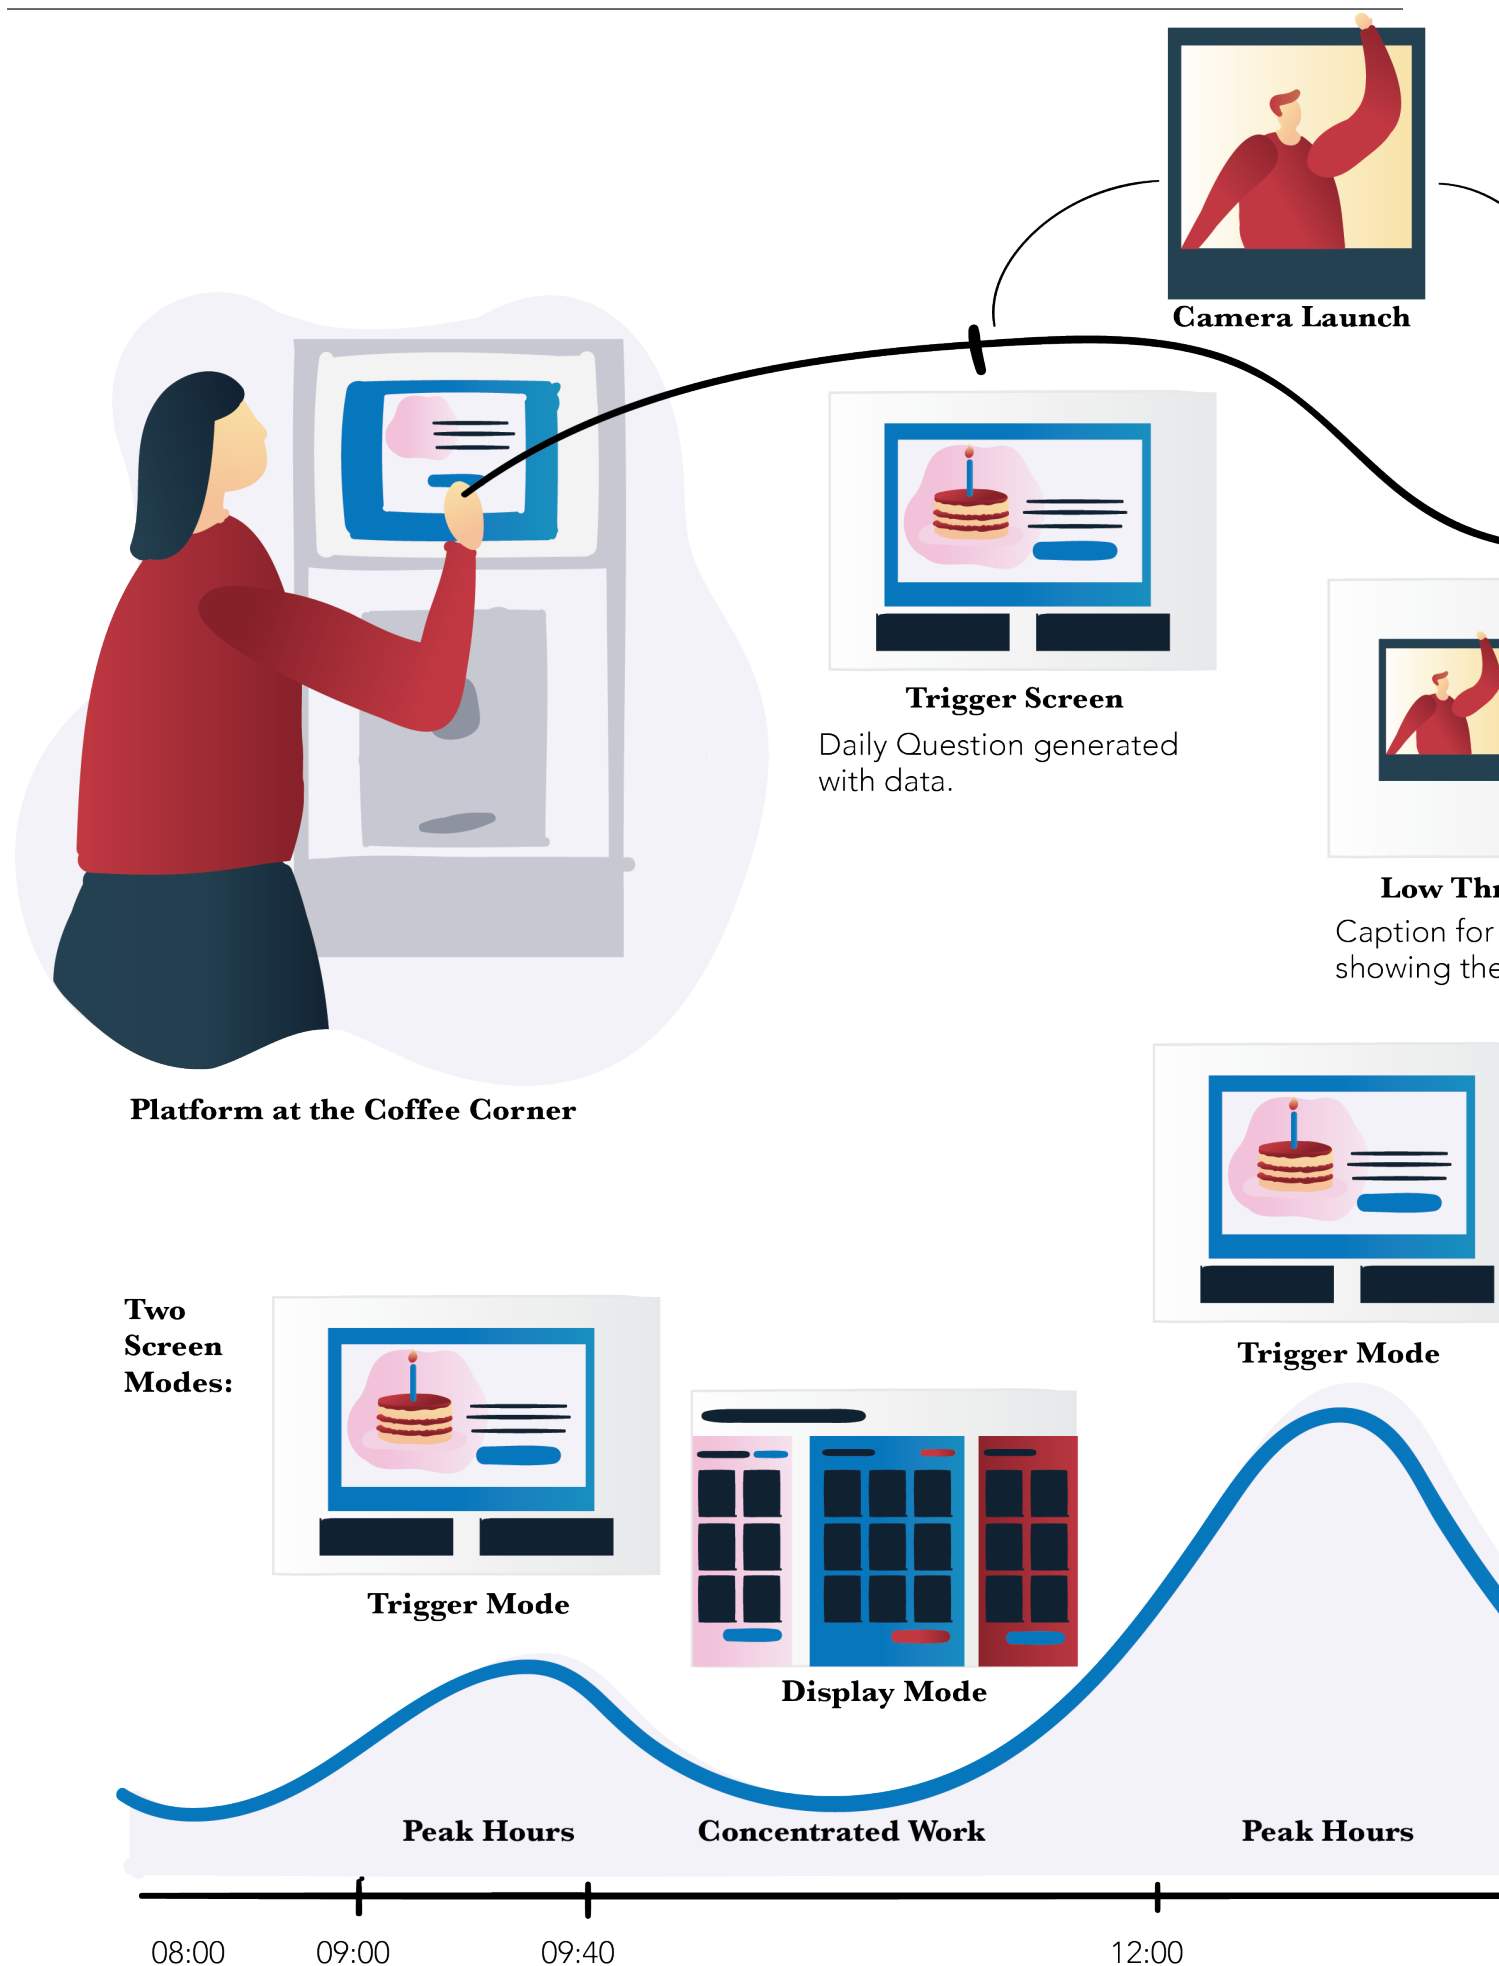 Camera Launch
Trigger Screen
Daily Question generated
with data.
Low
Caption for
showing the
Platform at the Coffee Corner
Two
Screen
Modes:
Trigger Mode
Trigger Mode
Display Mode
Peak Hours
Concentrated Work
Peak Hours
08:00
09:00
09:40
12:00